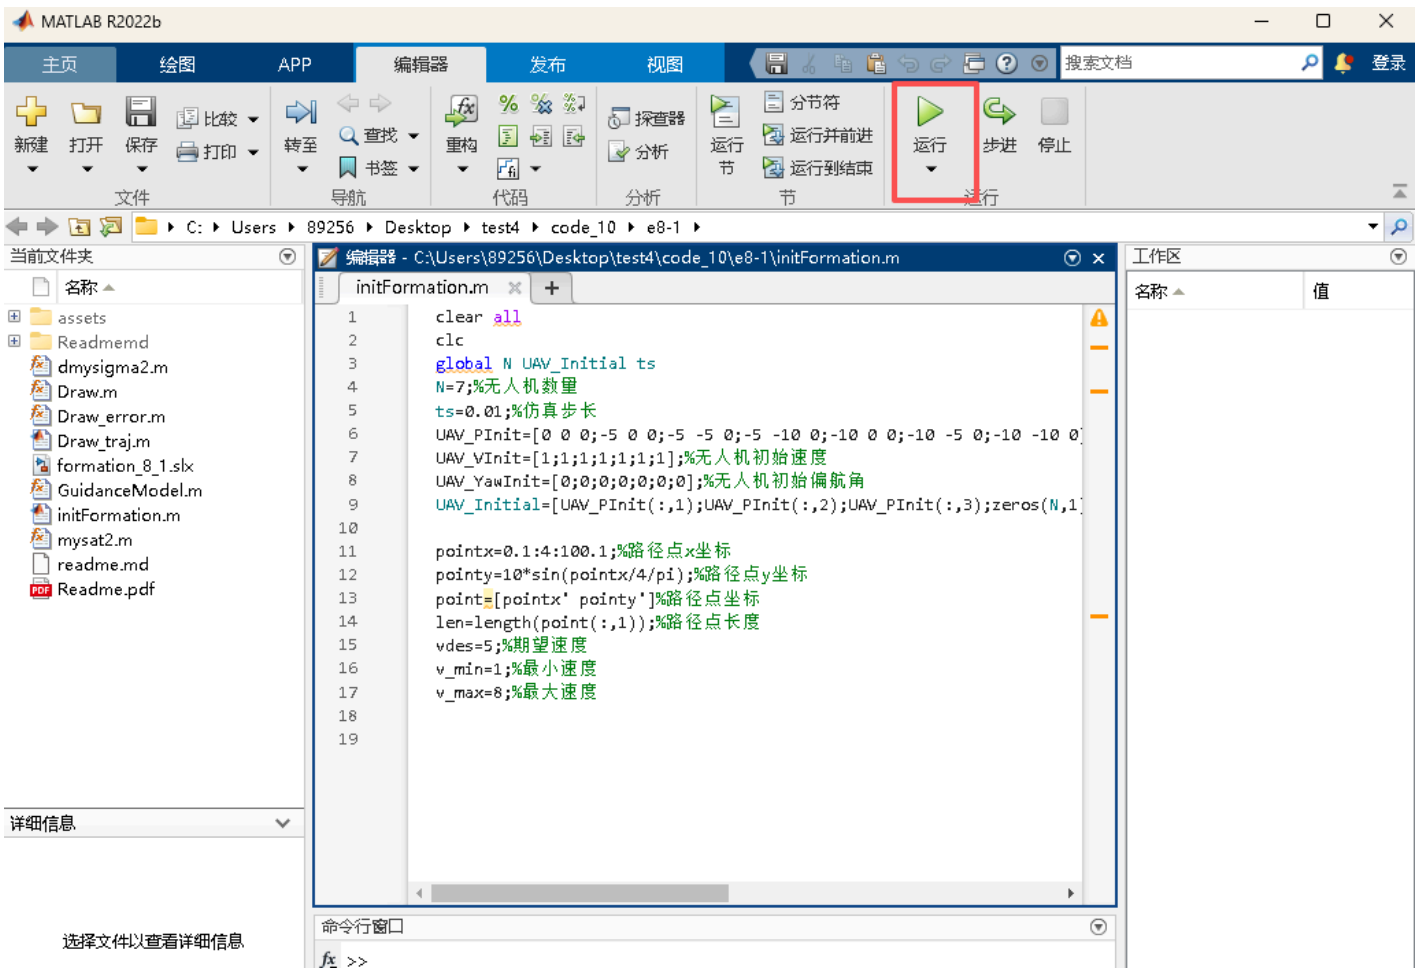 MATLAB R2022b
主页 绘图 APP 编辑器 发布 视图 搜索文档 登录
新建 打开 保存 比较 打印 转至 查找 书签 重构 探查器 分析 运行节 分节符 运行并前进 运行到结束 运行 步进 停止
文件 导航 代码 分析 节 运行
C: Users 89256 Desktop test4 code_10 e8-1
当前文件夹
名称
assets
Readmemd
dmysigma2.m
Draw.m
Draw_error.m
Draw_traj.m
formation_8_1.slx
GuidanceModel.m
initFormation.m
mysat2.m
readme.md
Readme.pdf
详细信息
选择文件以查看详细信息
编辑器 - C:\Users\89256\Desktop\test4\code_10\e8-1\initFormation.m
initFormation.m
1 clear all
2 clc
3 global N UAV_Initial ts
4 N=7;%无人机数量
5 ts=0.01;%仿真步长
6 UAV_PInit=[0 0 0;-5 0 0;-5 -5 0;-5 -10 0;-10 0 0;-10 -5 0;-10 -10 0]
7 UAV_VInit=[1;1;1;1;1;1;1];%无人机初始速度
8 UAV_YawInit=[0;0;0;0;0;0;0];%无人机初始偏航角
9 UAV_Initial=[UAV_PInit(:,1);UAV_PInit(:,2);UAV_PInit(:,3);zeros(N,1
10
11 pointx=0.1:4:100.1;%路径点x坐标
12 pointy=10*sin(pointx/4/pi);%路径点y坐标
13 point=[pointx' pointy']%路径点坐标
14 len=length(point(:,1));%路径点长度
15 vdes=5;%期望速度
16 v_min=1;%最小速度
17 v_max=8;%最大速度
18
19
命令行窗口
fx >>
工作区
名称 值